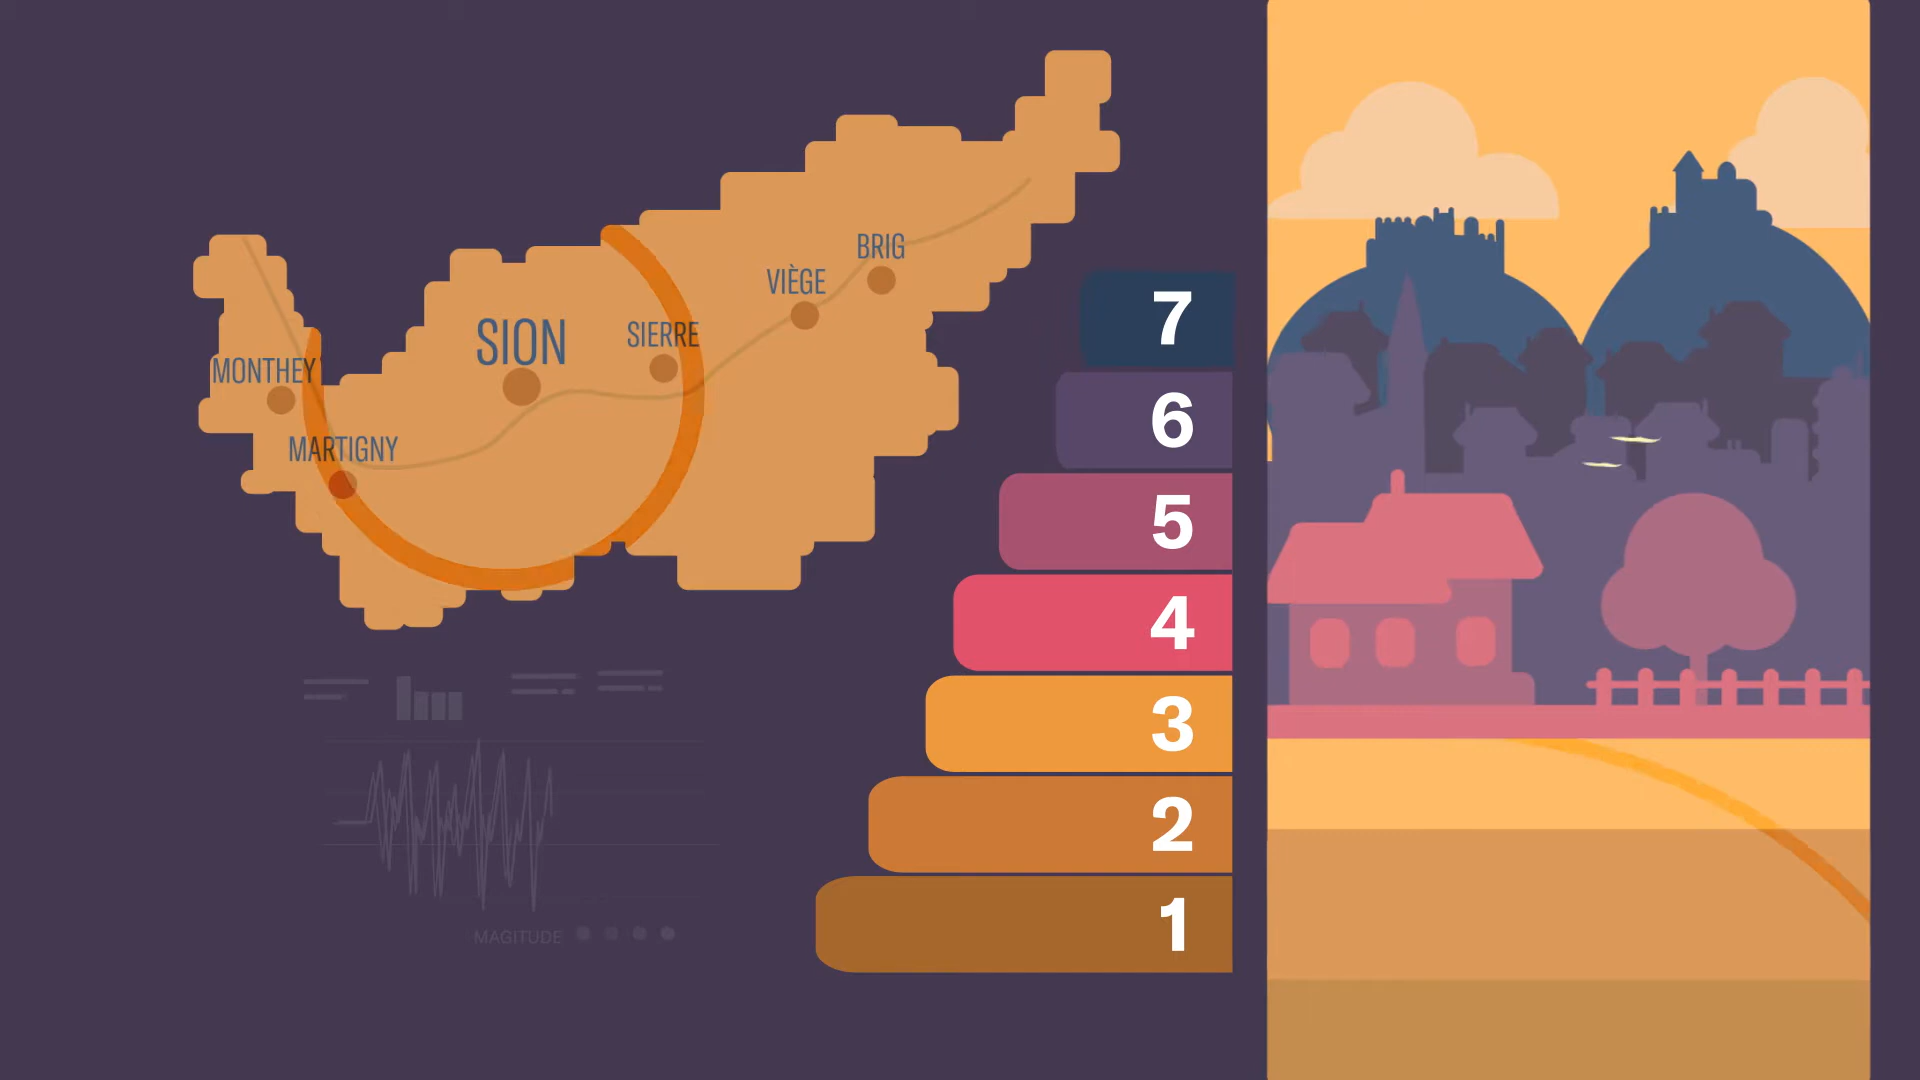 BRIG
VIÈGE
SION
SIERRE
MONTHEY
MARTIGNY
7
6
5
4
3
2
1
MAGITUDE